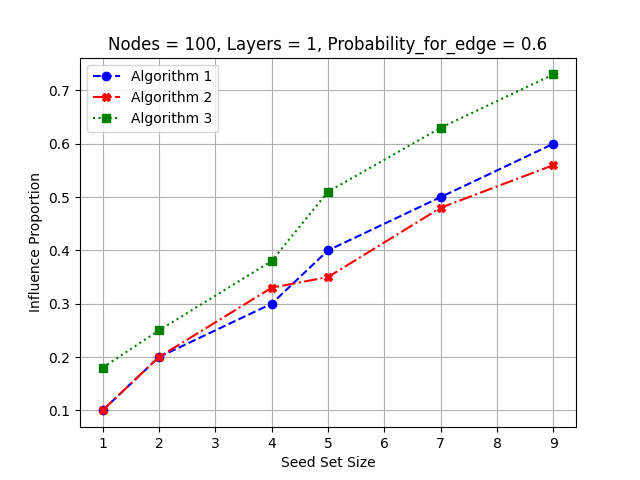 Nodes = 100, Layers = 1, Probability_for_edge = 0.6
Algorithm 1
Algorithm 2
Algorithm 3
Influence Proportion
0.7
0.6
0.5
0.4
0.3
0.2
0.1
1 2 3 4 5 6 7 8 9
Seed Set Size